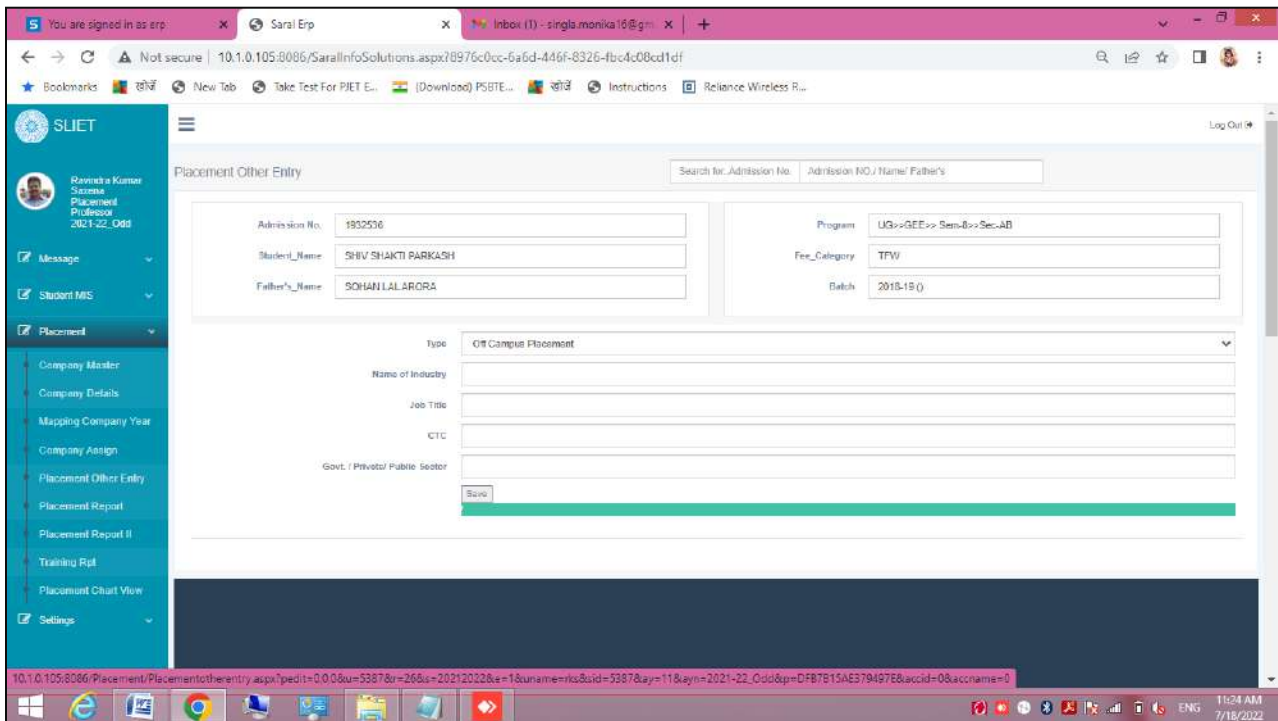 You are signed in as erp
Saral Erp
Inbox (1) - singla.monika16@gm
Not secure
10.1.0.105:8086/SaralInfoSolutions.aspx?8976c0cc-6a6d-446f-8326-fbc4c08cd1df
Bookmarks
खोजें
New Tab
Take Test For PJET E...
(Download) PSBTE...
खोजें
Instructions
Reliance Wireless R...
SLIET
Log Out
Ravindra Kumar
Saxena
Placement
Professor
2021-22_Odd
Placement Other Entry
Search for..Admission No.
Admission NO./ Name/ Father's
Admission No.
1932536
Program
UG>>GEE>> Sem-8>>Sec-AB
Student_Name
SHIV SHAKTI PARKASH
Fee_Category
TFW
Father's_Name
SOHAN LAL ARORA
Batch
2018-19 ()
Message
Student MIS
Placement
Company Master
Company Details
Mapping Company Year
Company Assign
Placement Other Entry
Placement Report
Placement Report II
Training Rpt
Placement Chart View
Settings
Type
Off Campus Placement
Name of Industry
Job Title
CTC
Govt. / Private/ Public Sector
Save
10.1.0.105:8086/Placement/Placementotherentry.aspx?pedit=0,0,0&u=5387&r=26&s=20212022&e=1&uname=rks&sid=5387&ay=11&ayn=2021-22_Odd&p=DFB7B15AE379497E&accid=0&accname=0
ENG
11:24 AM
7/18/2022